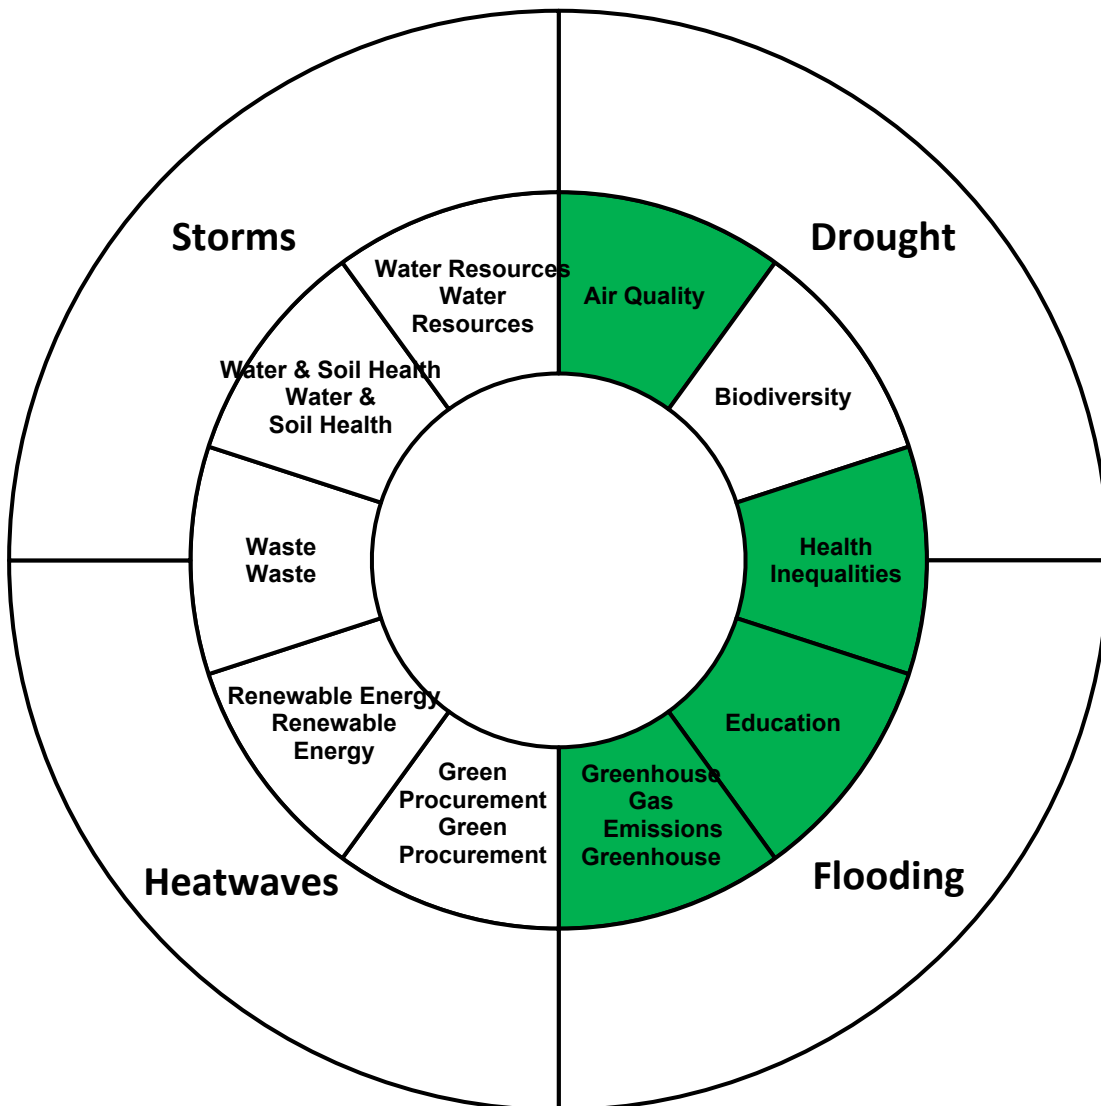 Storms
Drought
Water Resources
Water
Resources
Air Quality
Water & Soil Health
Water &
Soil Health
Biodiversity
Waste
Waste
Health
Inequalities
Renewable Energy
Renewable
Energy
Education
Green
Procurement
Green
Procurement
Greenhouse
Gas
Emissions
Greenhouse
Heatwaves
Flooding